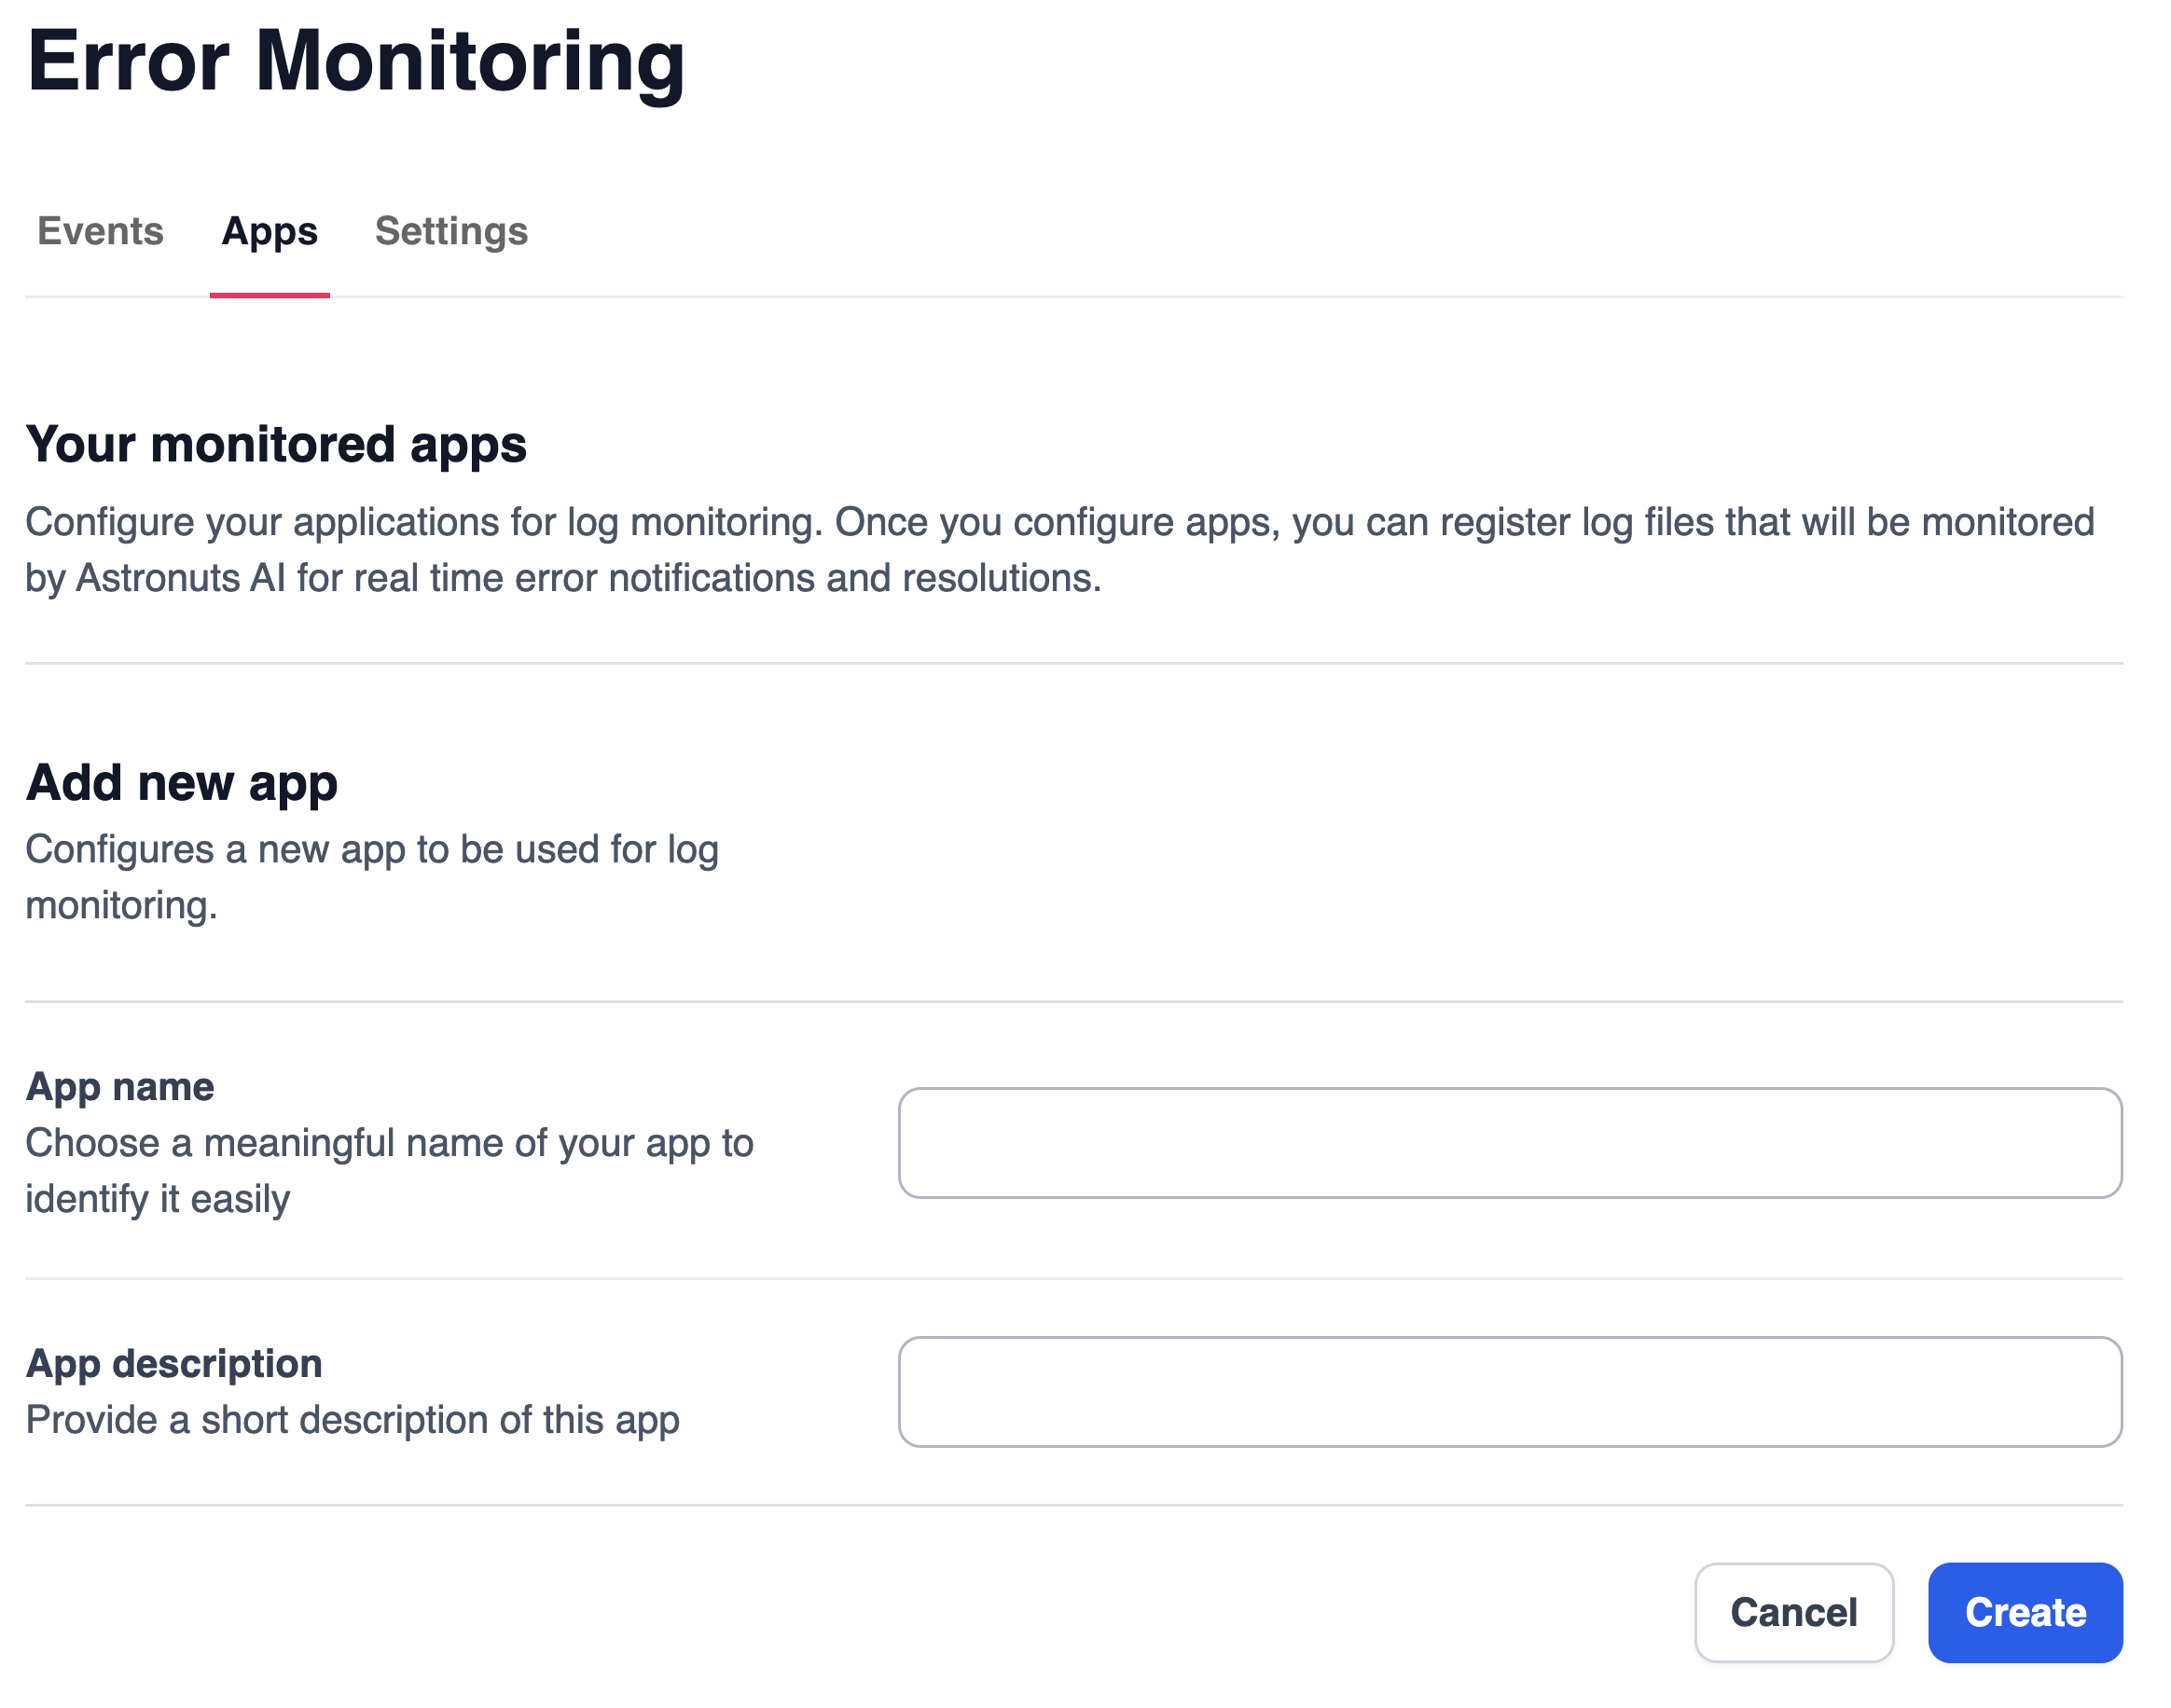 Error Monitoring
Events Apps Settings
Your monitored apps
Configure your applications for log monitoring. Once you configure apps, you can register log files that will be monitored
by Astronuts AI for real time error notifications and resolutions.
Add new app
Configures a new app to be used for log
monitoring.
App name
Choose a meaningful name of your app to
identify it easily
App description
Provide a short description of this app
Cancel Create